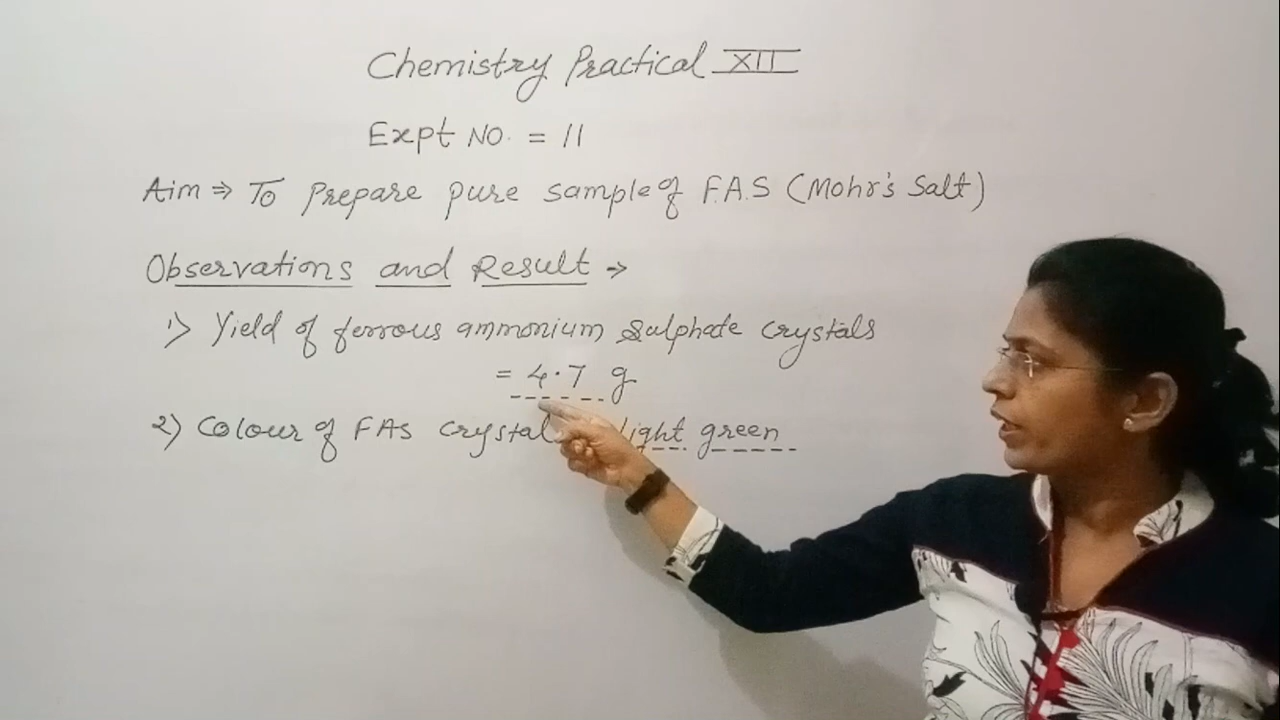 Chemistry Practical XII
Expt No. = 11
Aim ⇒ To Prepare pure sample of F.A.S (Mohr's Salt)
Observations and Result →
1) Yield of ferrous ammonium sulphate crystals
= 4.7 g
2) Colour of FAS crystal light green